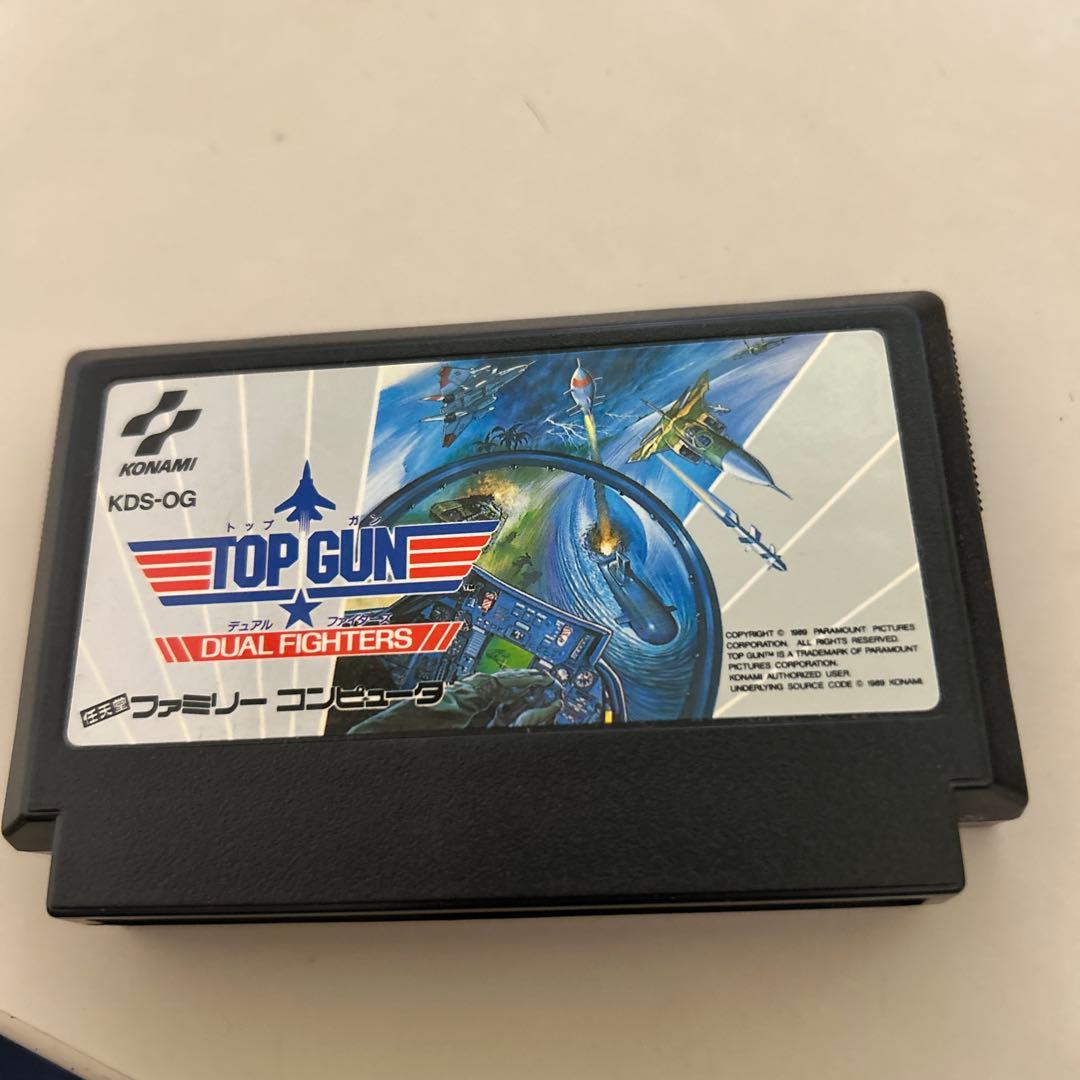 KONAMI
KDS-OG
トップ ガン
TOP GUN™
デュアル ファイターズ
DUAL FIGHTERS
任天堂 ファミリー コンピュータ
COPYRIGHT © 1989 PARAMOUNT PICTURES
CORPORATION. ALL RIGHTS RESERVED.
TOP GUN™ IS A TRADEMARK OF PARAMOUNT
PICTURES CORPORATION.
KONAMI AUTHORIZED USER.
UNDERLYING SOURCE CODE © 1989 KONAMI.